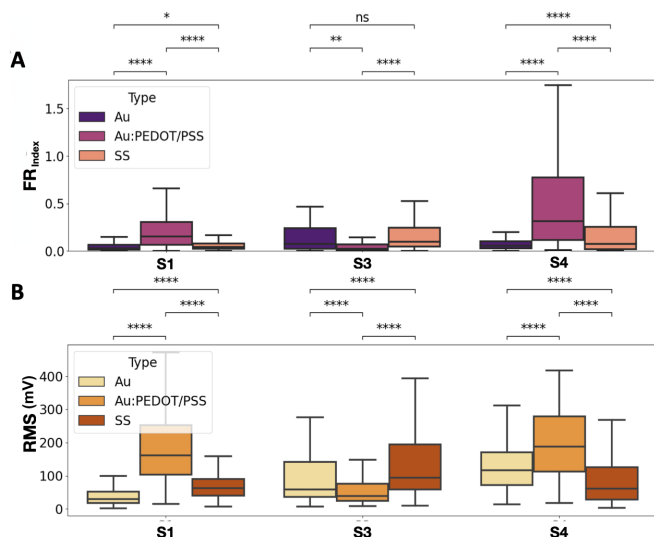 * ns ****
**** ** ****
**** **** ****
A
Type
Au
Au:PEDOT/PSS
SS
FR Index
1.5
1.0
0.5
0.0
S1 S3 S4
B
**** **** ****
**** **** ****
**** **** ****
Type
Au
Au:PEDOT/PSS
SS
RMS (mV)
400
300
200
100
0
S1 S3 S4